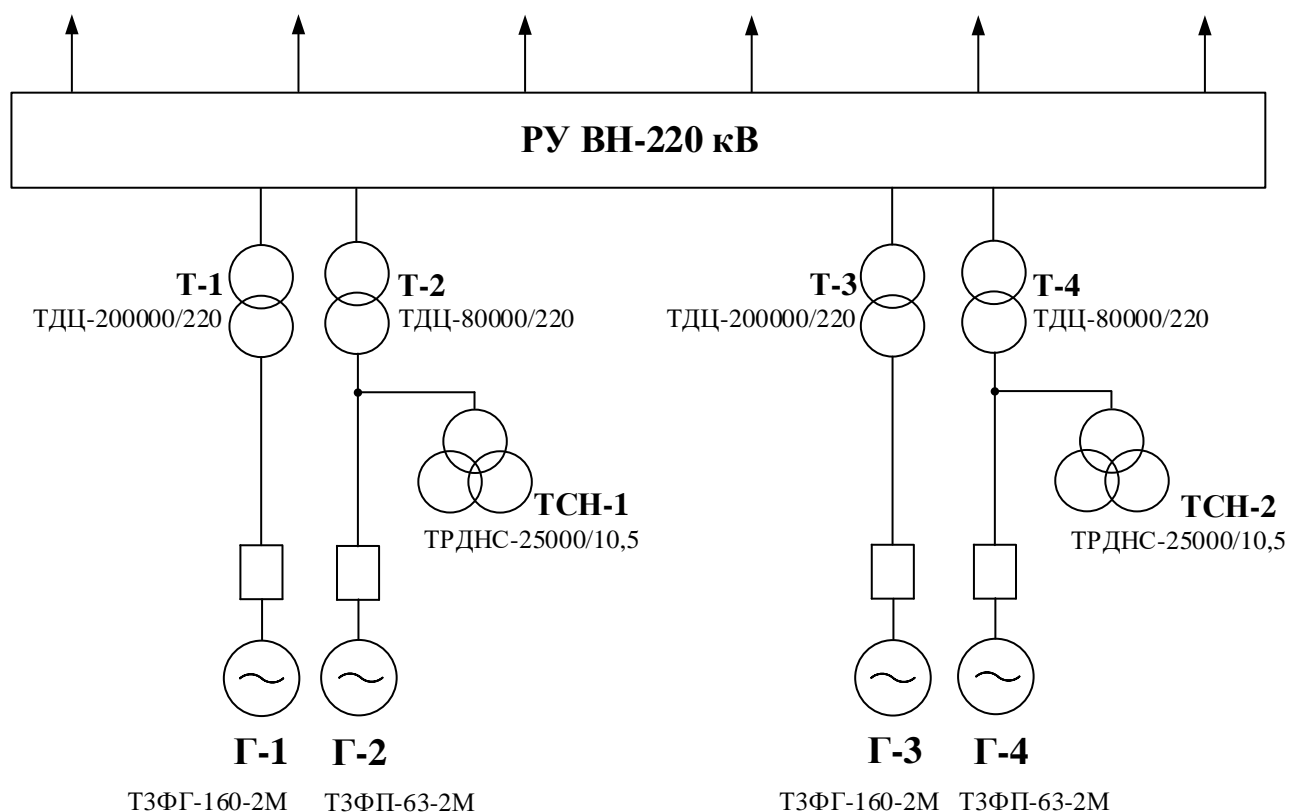 РУ ВН-220 кВ
Т-1
ТДЦ-200000/220
Т-2
ТДЦ-80000/220
Т-3
ТДЦ-200000/220
Т-4
ТДЦ-80000/220
ТСН-1
ТРДНС-25000/10,5
ТСН-2
ТРДНС-25000/10,5
Г-1
Г-2
Г-3
Г-4
ТЗФГ-160-2М
ТЗФП-63-2М
ТЗФГ-160-2М
ТЗФП-63-2М